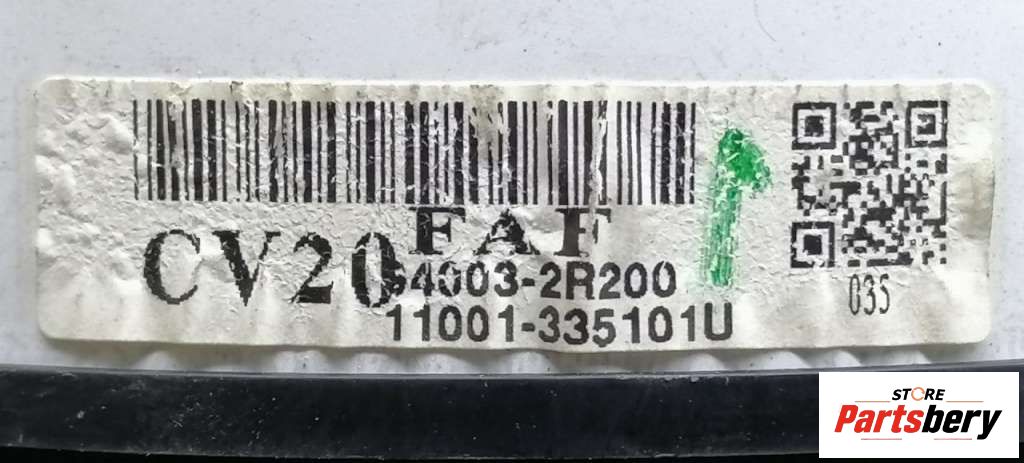 FAF
CV20
94003-2R200
11001-335101U
035
STORE
Partsbery